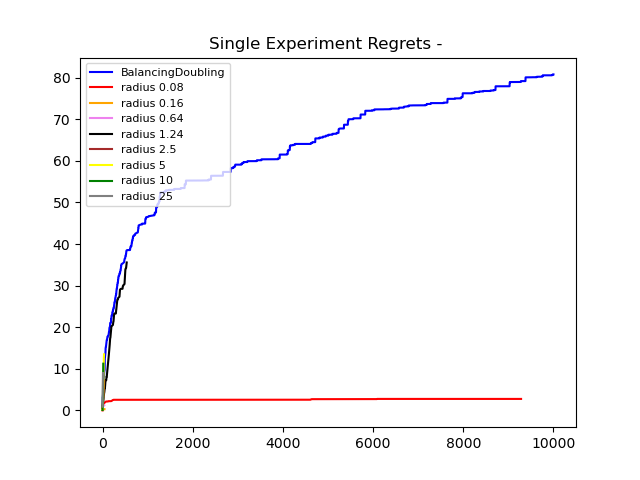 Single Experiment Regrets -
BalancingDoubling
radius 0.08
radius 0.16
radius 0.64
radius 1.24
radius 2.5
radius 5
radius 10
radius 25
80
70
60
50
40
30
20
10
0
0 2000 4000 6000 8000 10000